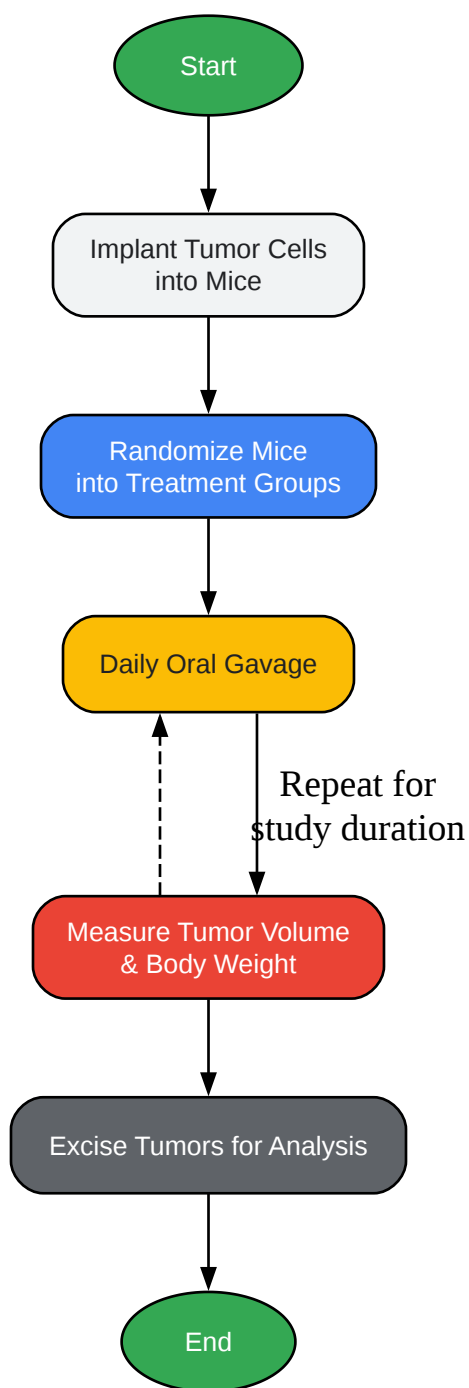 Start
Implant Tumor Cells
into Mice
Randomize Mice
into Treatment Groups
Daily Oral Gavage
Repeat for
study duration
Measure Tumor Volume
& Body Weight
Excise Tumors for Analysis
End